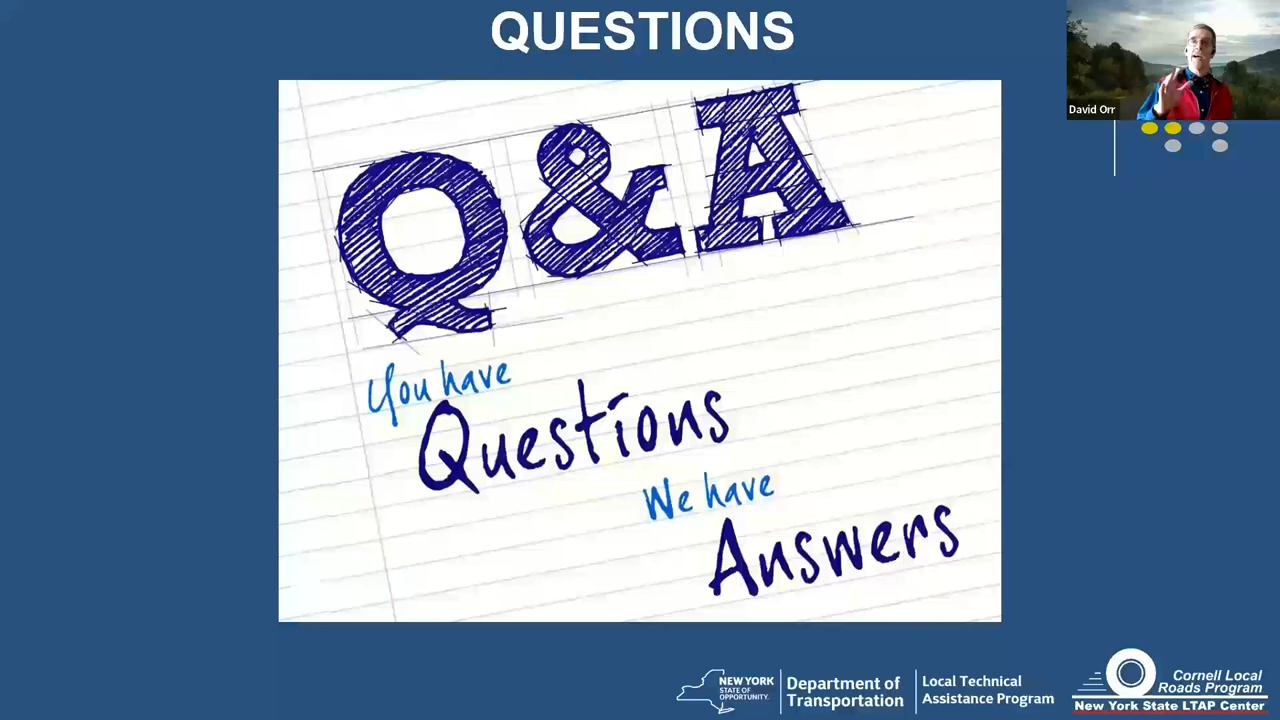 QUESTIONS
David Orr
Q&A
You have
Questions
We have
Answers
NEW YORK
STATE OF
OPPORTUNITY.
Department of
Transportation
Local Technical
Assistance Program
Cornell Local
Roads Program
New York State LTAP Center